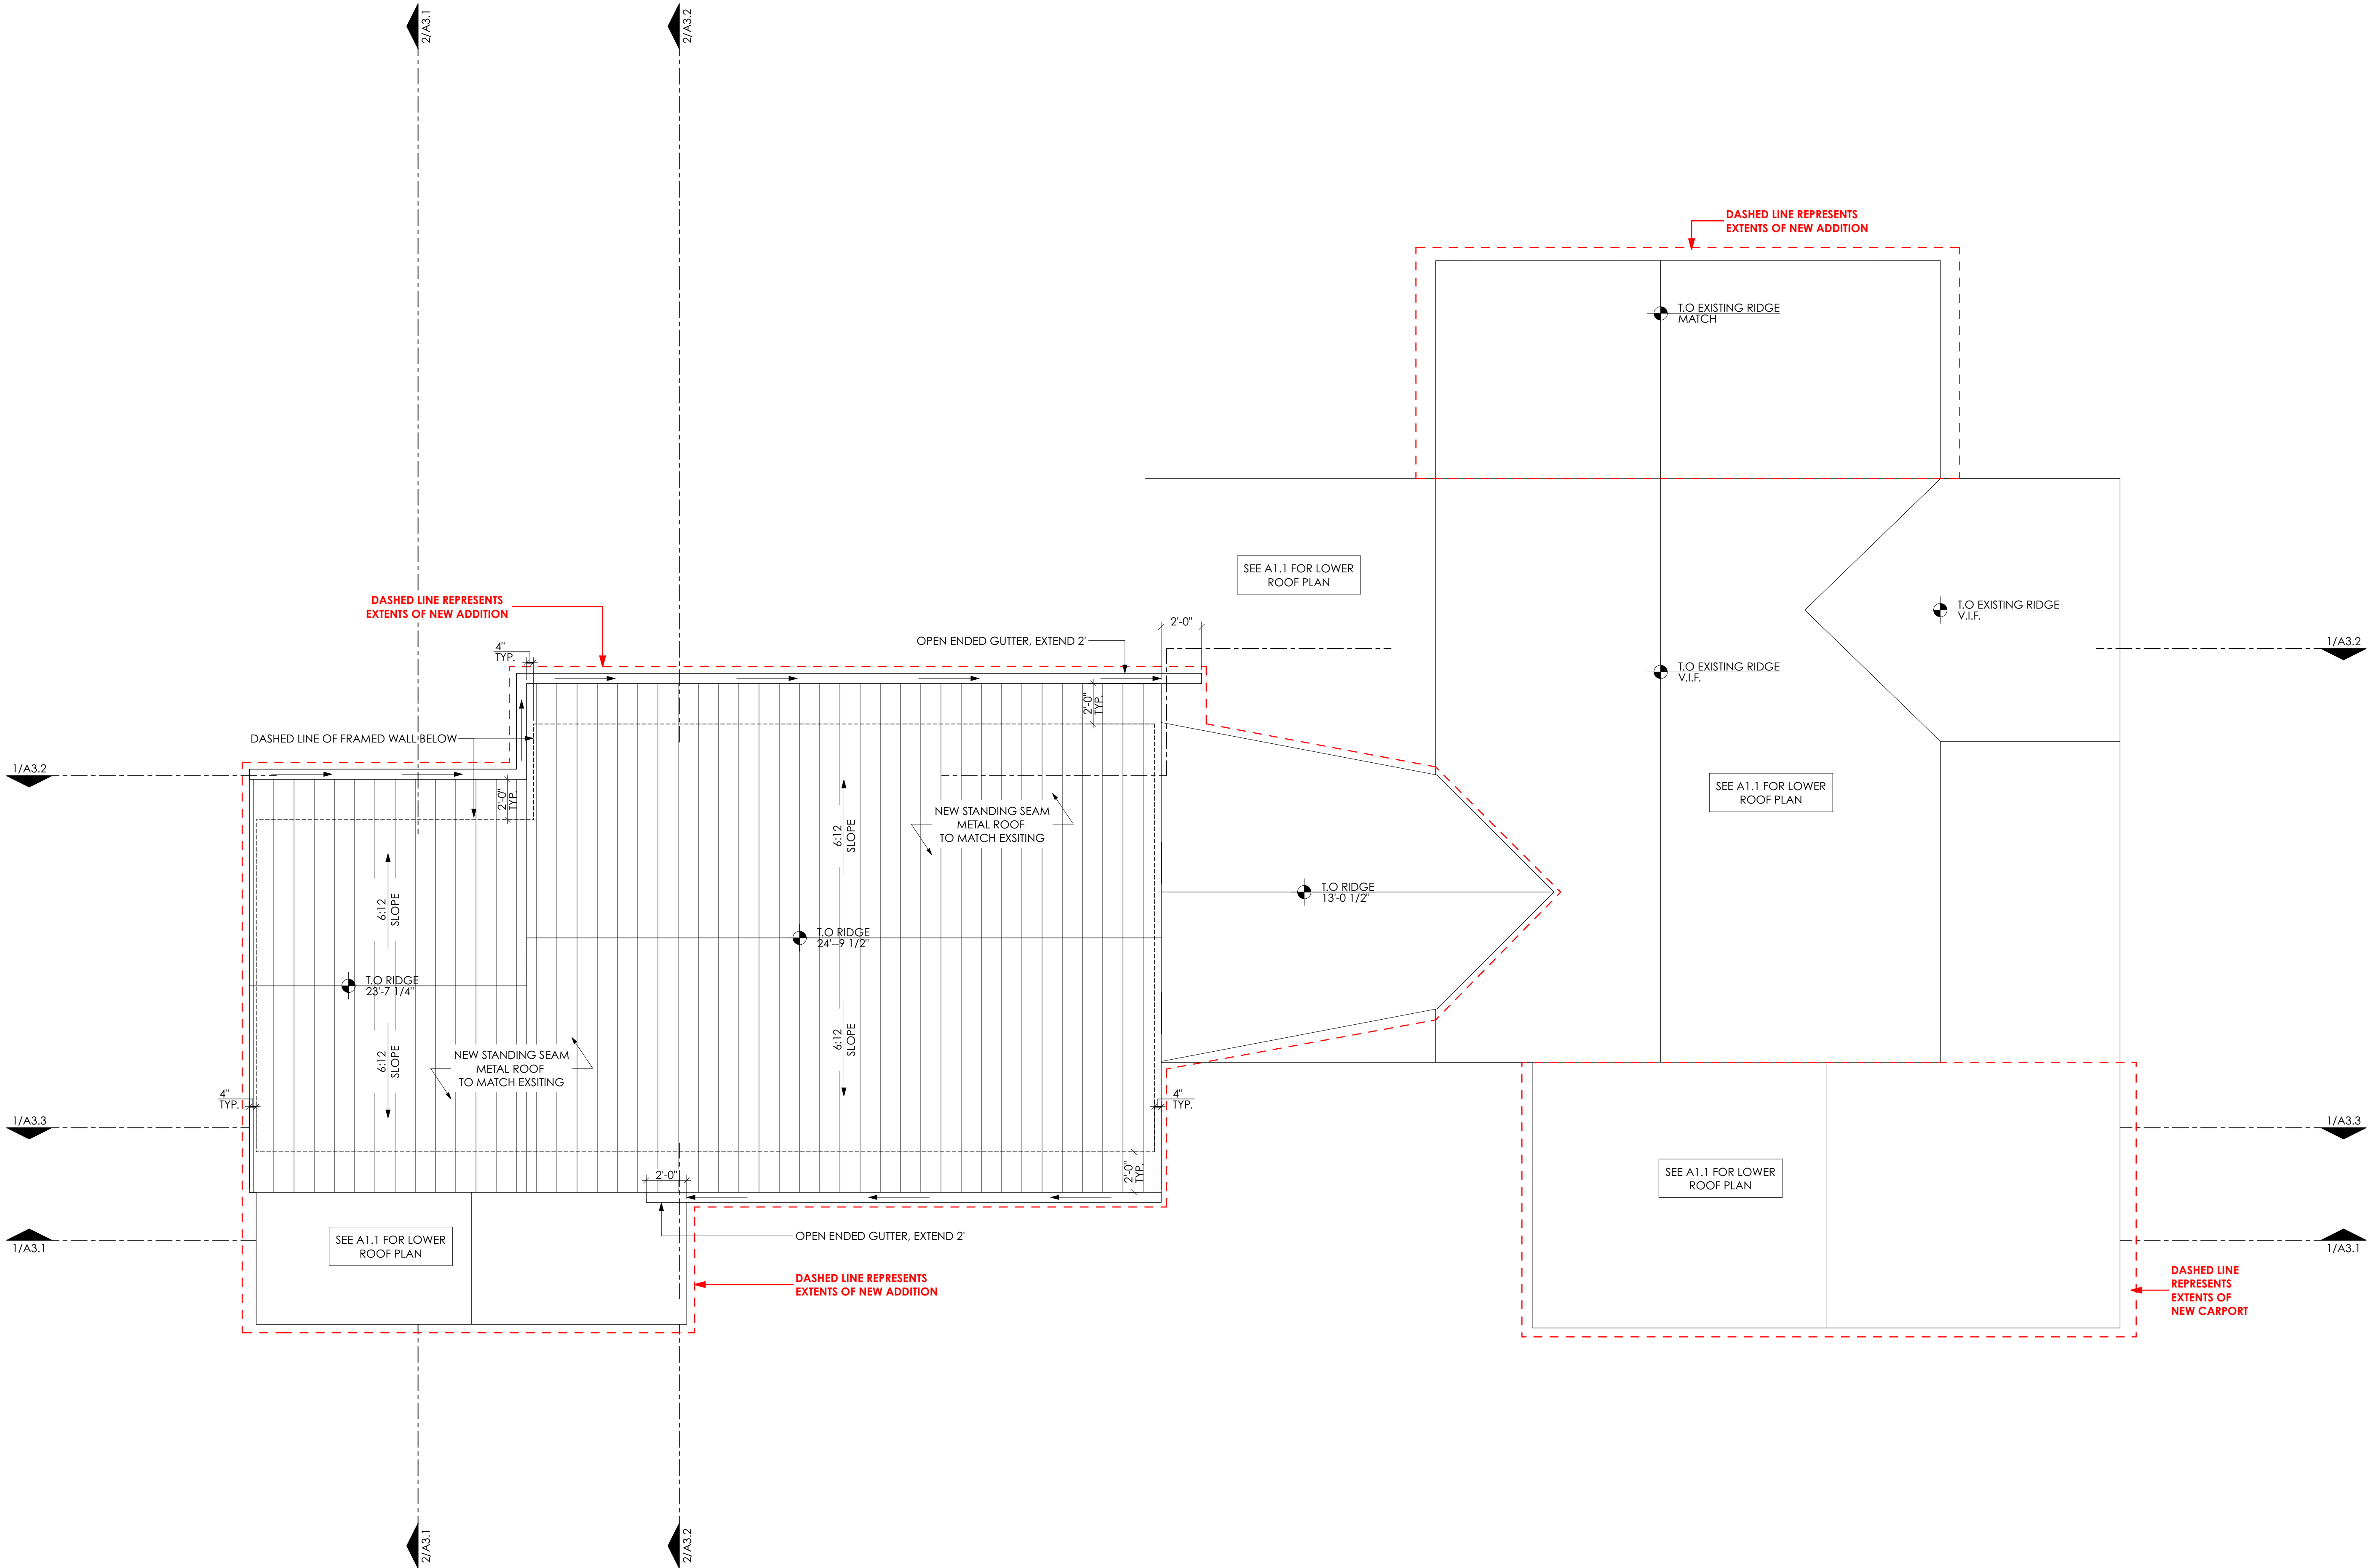 2/A3.1
2/A3.2
DASHED LINE REPRESENTS
EXTENTS OF NEW ADDITION
T.O EXISTING RIDGE
MATCH
SEE A1.1 FOR LOWER
ROOF PLAN
DASHED LINE REPRESENTS
EXTENTS OF NEW ADDITION
T.O EXISTING RIDGE
V.I.F.
2'-0"
OPEN ENDED GUTTER, EXTEND 2'
4"
TYP.
1/A3.2
T.O EXISTING RIDGE
V.I.F.
2'-0"
TYP.
DASHED LINE OF FRAMED WALL BELOW
1/A3.2
2'-0"
TYP.
SEE A1.1 FOR LOWER
ROOF PLAN
NEW STANDING SEAM
METAL ROOF
TO MATCH EXSITING
6:12
SLOPE
6:12
SLOPE
T.O RIDGE
13'-0 1/2"
T.O RIDGE
24'--9 1/2"
T.O RIDGE
23'-7 1/4"
6:12
SLOPE
6:12
SLOPE
NEW STANDING SEAM
METAL ROOF
TO MATCH EXSITING
4"
TYP.
4"
TYP.
1/A3.3
1/A3.3
2'-0"
2'-0"
TYP.
SEE A1.1 FOR LOWER
ROOF PLAN
SEE A1.1 FOR LOWER
ROOF PLAN
OPEN ENDED GUTTER, EXTEND 2'
1/A3.1
1/A3.1
DASHED LINE REPRESENTS
EXTENTS OF NEW ADDITION
DASHED LINE
REPRESENTS
EXTENTS OF
NEW CARPORT
2/A3.1
2/A3.2